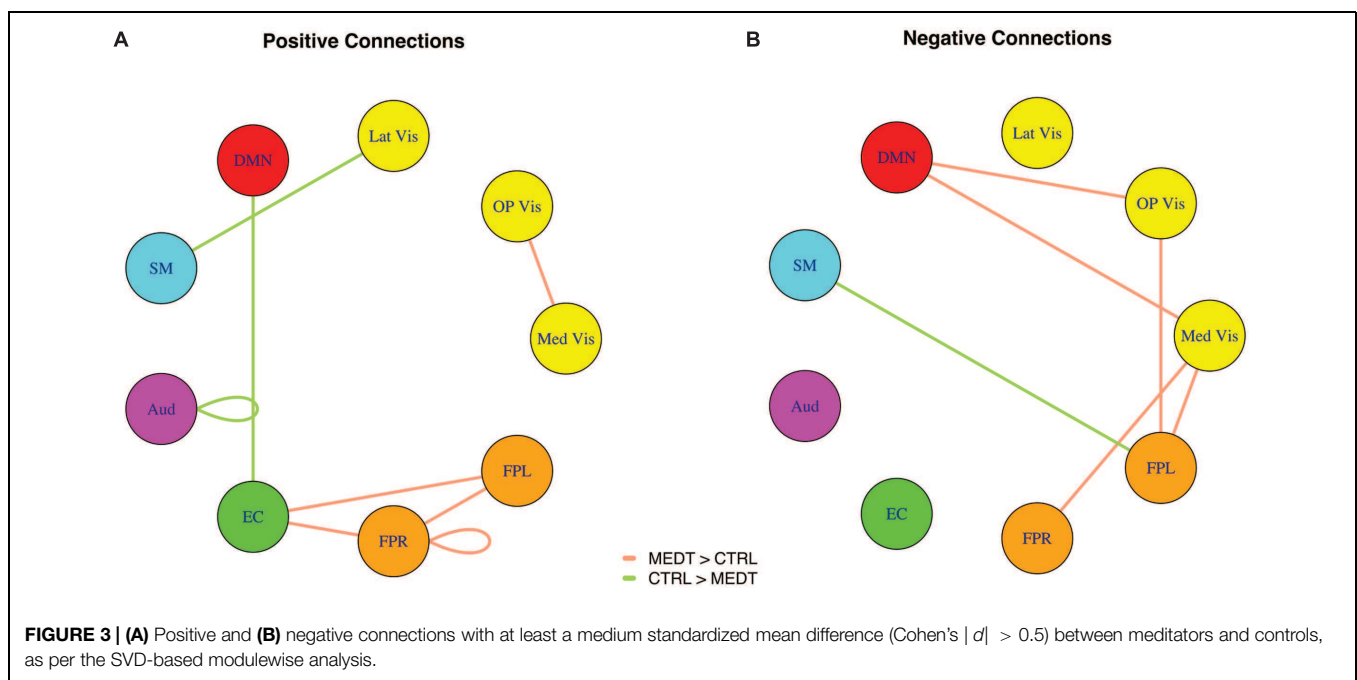 A
Positive Connections
B
Negative Connections
Lat Vis
DMN
OP Vis
SM
Med Vis
Aud
FPL
EC
FPR
Lat Vis
DMN
OP Vis
SM
Med Vis
Aud
FPL
EC
FPR
MEDT > CTRL
CTRL > MEDT
FIGURE 3 | (A) Positive and (B) negative connections with at least a medium standardized mean difference (Cohen's | d| > 0.5) between meditators and controls,
as per the SVD-based modulewise analysis.